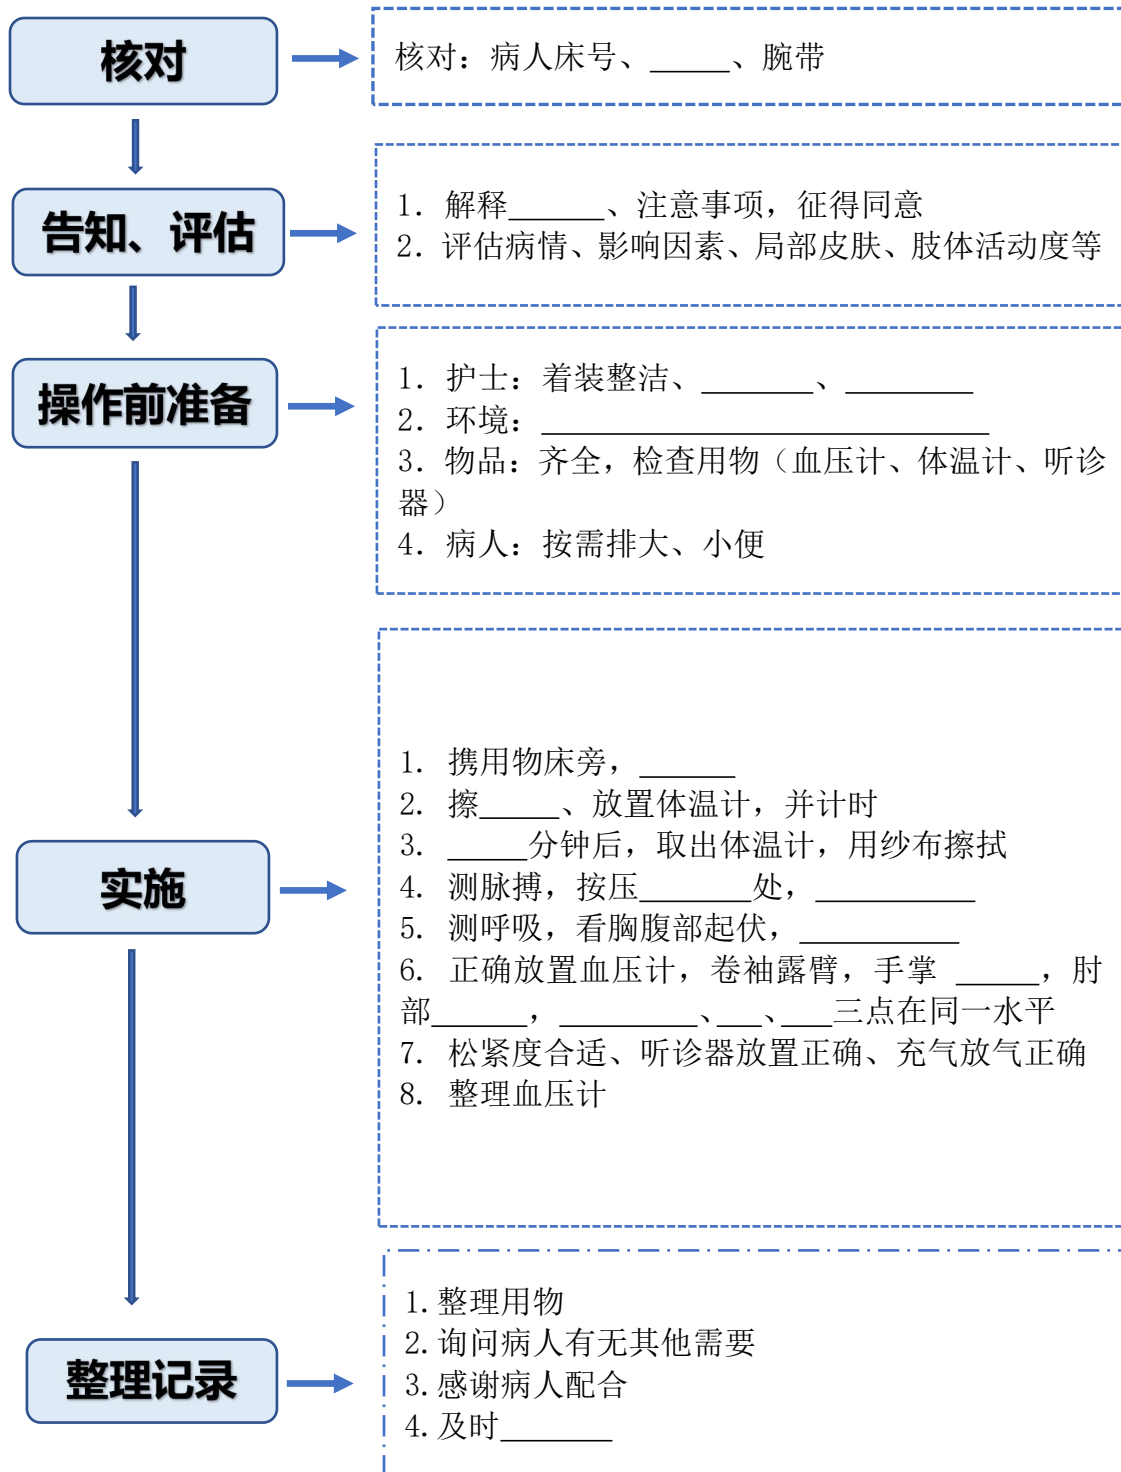 核对
核对：病人床号、_____、腕带
告知、评估
1. 解释______、注意事项，征得同意
2. 评估病情、影响因素、局部皮肤、肢体活动度等
操作前准备
1. 护士：着装整洁、_______、________
2. 环境：____________________________
3. 物品：齐全，检查用物（血压计、体温计、听诊
器）
4. 病人：按需排大、小便
实施
1. 携用物床旁，______
2. 擦_____、放置体温计，并计时
3. _____分钟后，取出体温计，用纱布擦拭
4. 测脉搏，按压_______处，__________
5. 测呼吸，看胸腹部起伏，__________
6. 正确放置血压计，卷袖露臂，手掌 _____，肘
部______，_________、___、___三点在同一水平
7. 松紧度合适、听诊器放置正确、充气放气正确
8. 整理血压计
整理记录
1.整理用物
2.询问病人有无其他需要
3.感谢病人配合
4.及时_______